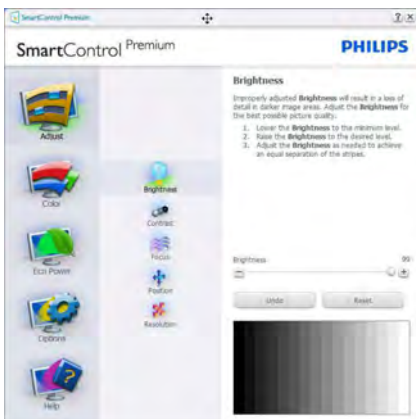 SmartControl Premium
SmartControl Premium
PHILIPS
Adjust
Color
Eco Power
Options
Help
Brightness
Contrast
Focus
Position
Resolution
Brightness
Improperly adjusted Brightness will result in a loss of
detail in darker image areas. Adjust the Brightness for
the best possible picture quality.
1. Lower the Brightness to the minimum level.
2. Raise the Brightness to the desired level.
3. Adjust the Brightness as needed to achieve
an equal separation of the stripes.
Brightness 99
Undo Reset